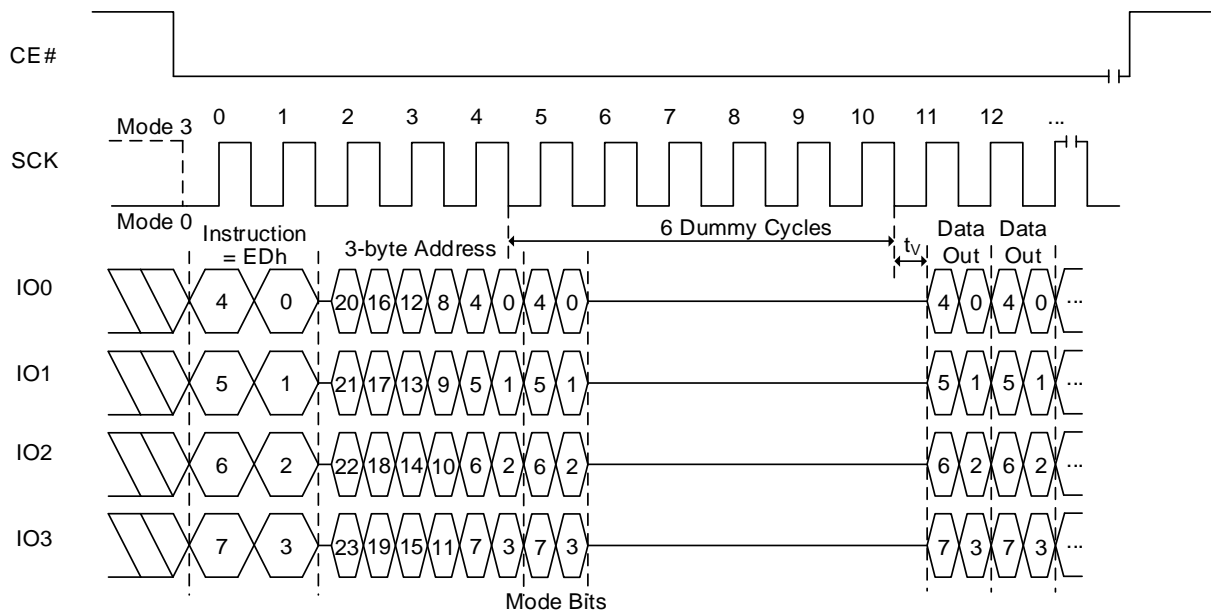 CE#
0 1 2 3 4 5 6 7 8 9 10 11 12 ...
Mode 3
SCK
Mode 0
Instruction
= EDh
3-byte Address
6 Dummy Cycles
tV
Data
Out
Data
Out
IO0 4 0 20 16 12 8 4 0 4 0 4 0 4 0 ...
IO1 5 1 21 17 13 9 5 1 5 1 5 1 5 1 ...
IO2 6 2 22 18 14 10 6 2 6 2 6 2 6 2 ...
IO3 7 3 23 19 15 11 7 3 7 3 7 3 7 3 ...
Mode Bits